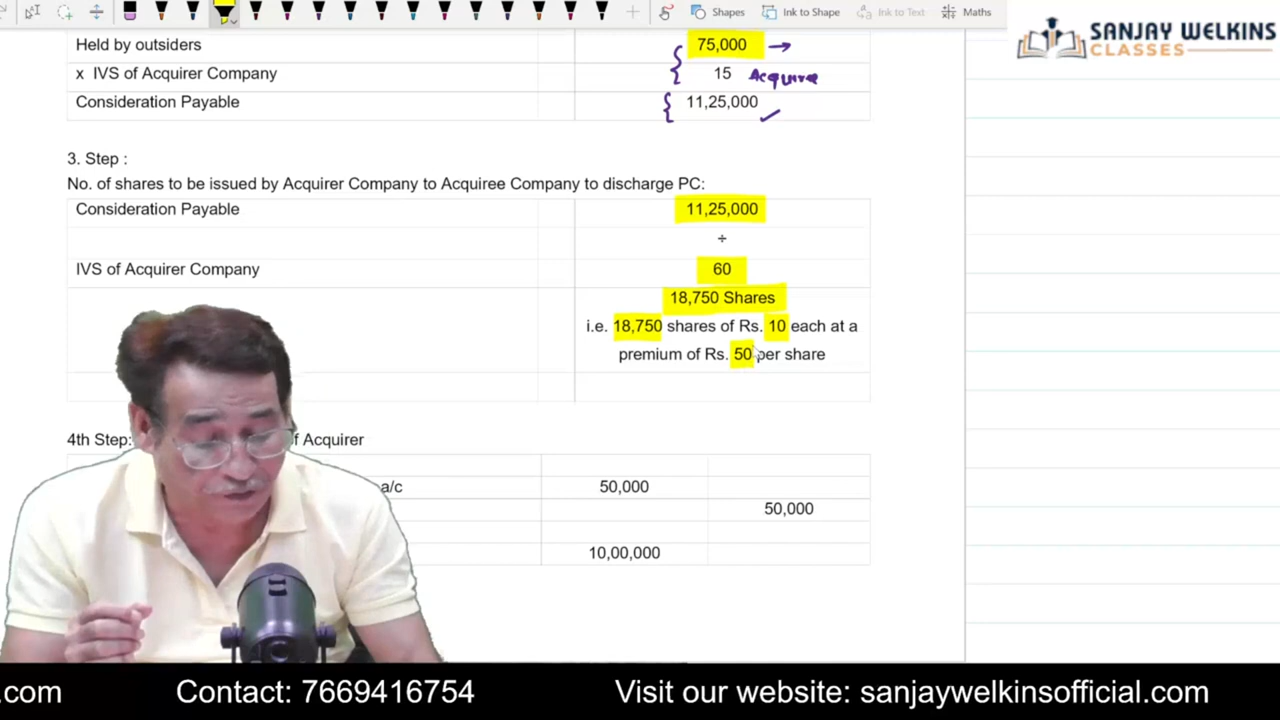 Shapes Ink to Shape Ink to Text Maths
SANJAY WELKINS
CLASSES
Held by outsiders 75,000
x IVS of Acquirer Company 15 Acquire
Consideration Payable 11,25,000
3. Step :
No. of shares to be issued by Acquirer Company to Acquiree Company to discharge PC:
Consideration Payable 11,25,000
÷
IVS of Acquirer Company 60
18,750 Shares
i.e. 18,750 shares of Rs. 10 each at a
premium of Rs. 50 per share
4th Step: f Acquirer
a/c 50,000
50,000
10,00,000
.com Contact: 7669416754 Visit our website: sanjaywelkinsofficial.com